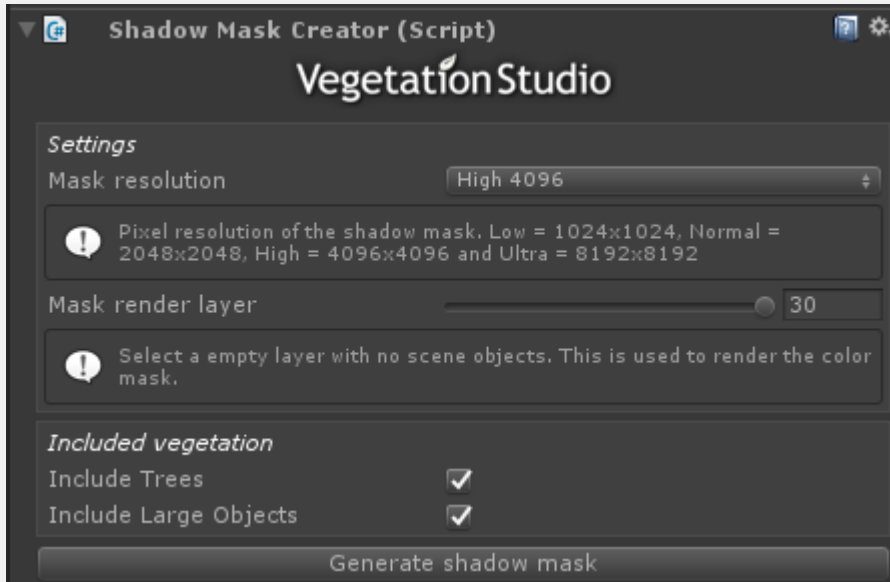 Shadow Mask Creator (Script)
Vegetation Studio
Settings
Mask resolution High 4096
Pixel resolution of the shadow mask. Low = 1024x1024, Normal =
2048x2048, High = 4096x4096 and Ultra = 8192x8192
Mask render layer 30
Select a empty layer with no scene objects. This is used to render the color
mask.
Included vegetation
Include Trees
Include Large Objects
Generate shadow mask